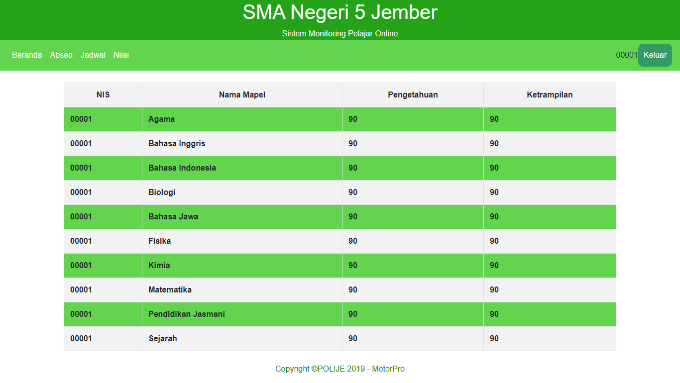 SMA Negeri 5 Jember
Sistem Monitoring Pelajar Online
Beranda Absen Jadwal Nilai 00001 Keluar
NIS Nama Mapel Pengetahuan Ketrampilan
00001 Agama 90 90
00001 Bahasa Inggris 90 90
00001 Bahasa Indonesia 90 90
00001 Biologi 90 90
00001 Bahasa Jawa 90 90
00001 Fisika 90 90
00001 Kimia 90 90
00001 Matematika 90 90
00001 Pendidikan Jasmani 90 90
00001 Sejarah 90 90
Copyright ©POLIJE 2019 - MotorPro